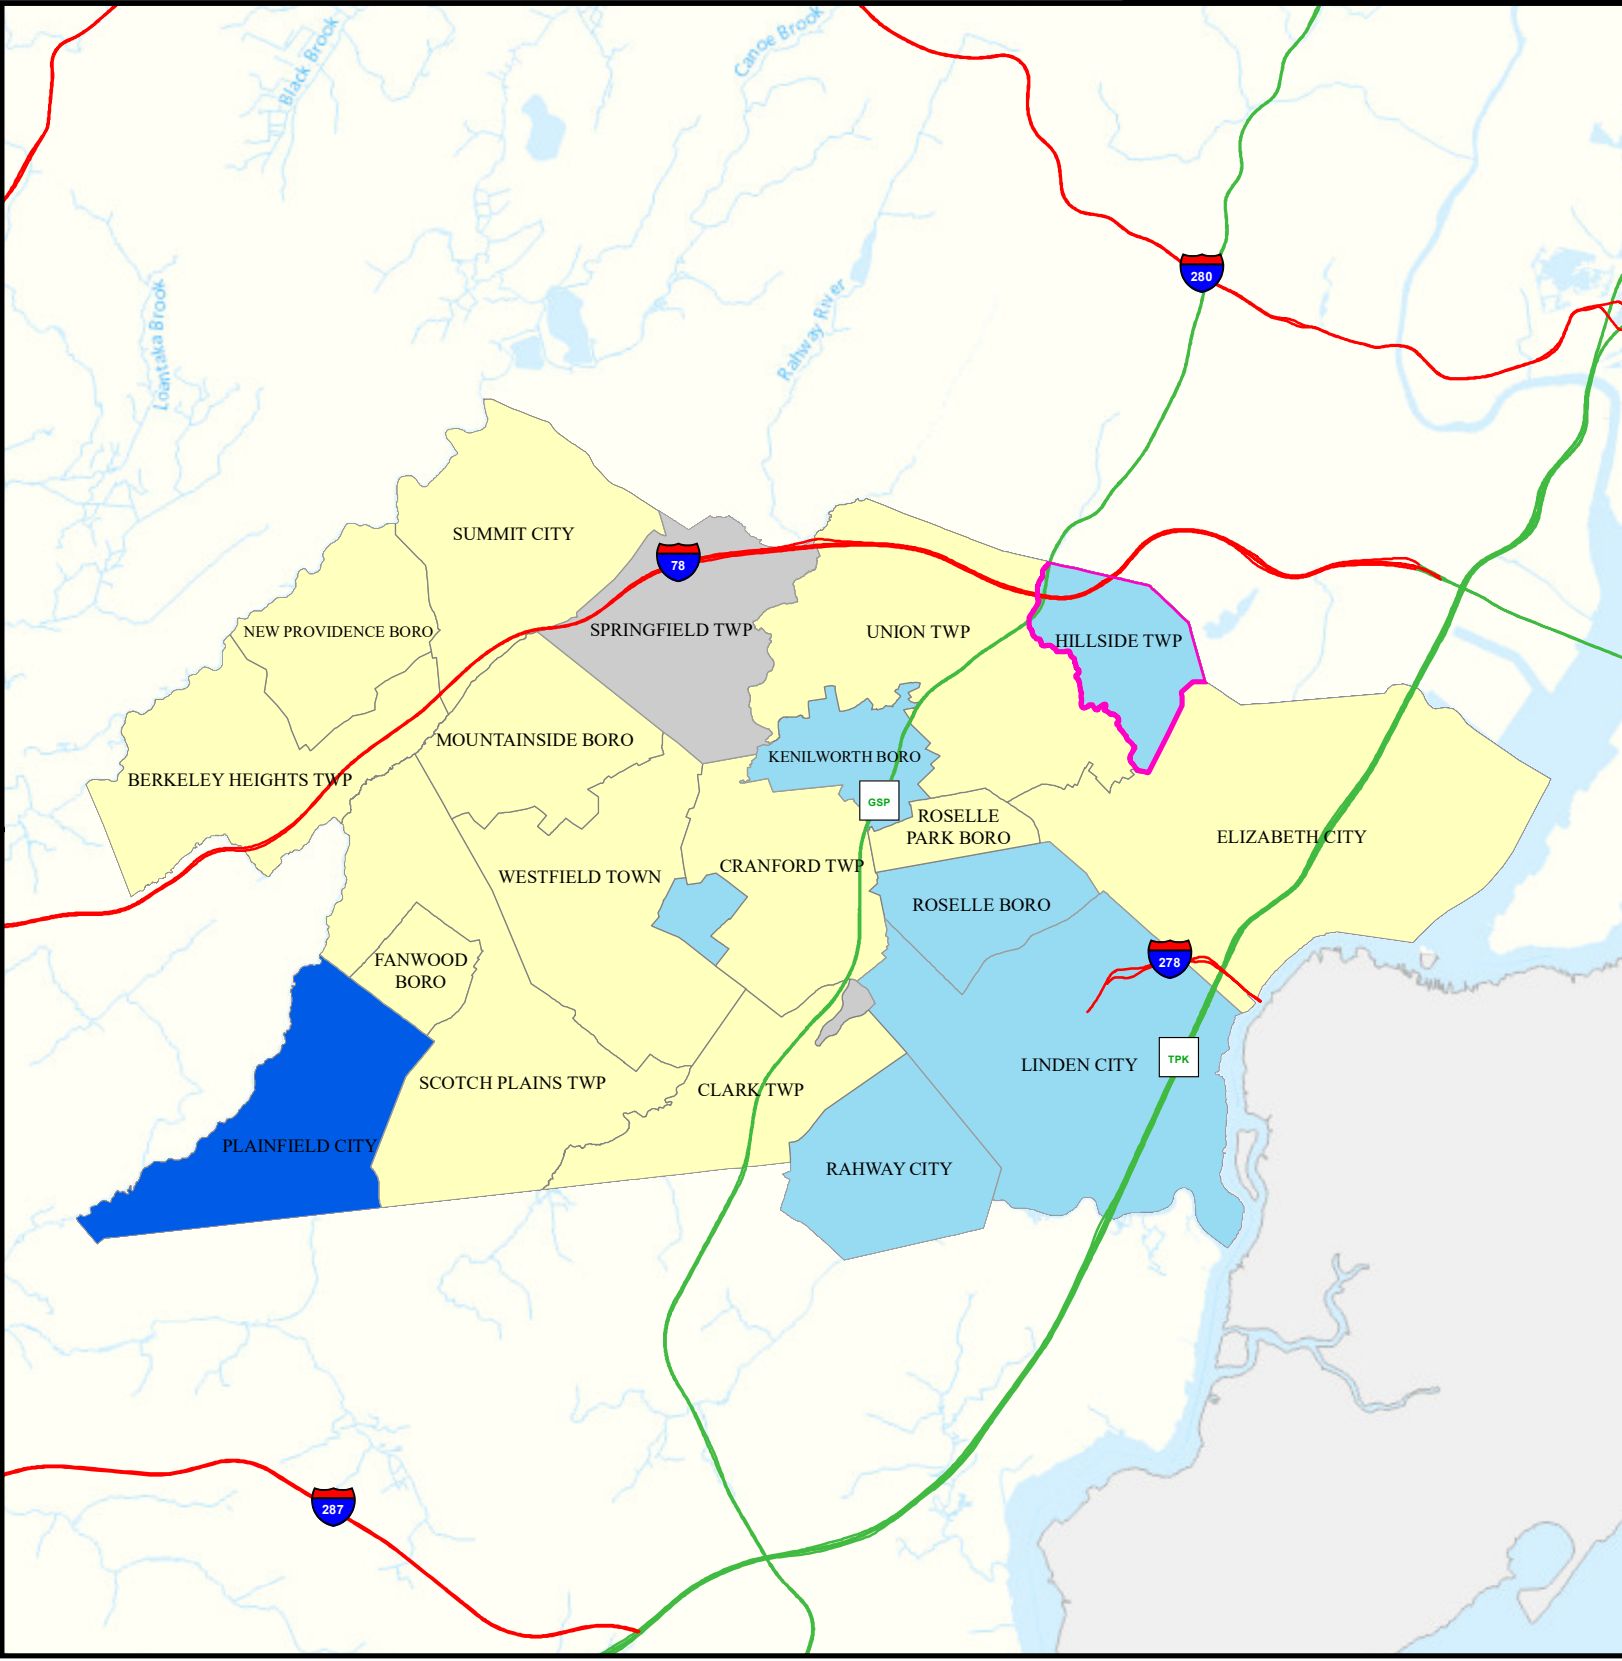 Black Brook
Canoe Brook
280
Loantaka Brook
Rahway River
SUMMIT CITY
78
NEW PROVIDENCE BORO
SPRINGFIELD TWP
UNION TWP
HILLSIDE TWP
MOUNTAINSIDE BORO
KENILWORTH BORO
BERKELEY HEIGHTS TWP
GSP
ROSELLE
PARK BORO
ELIZABETH CITY
CRANFORD TWP
WESTFIELD TOWN
ROSELLE BORO
FANWOOD
BORO
278
TPK
LINDEN CITY
SCOTCH PLAINS TWP
CLARK TWP
PLAINFIELD CITY
RAHWAY CITY
287